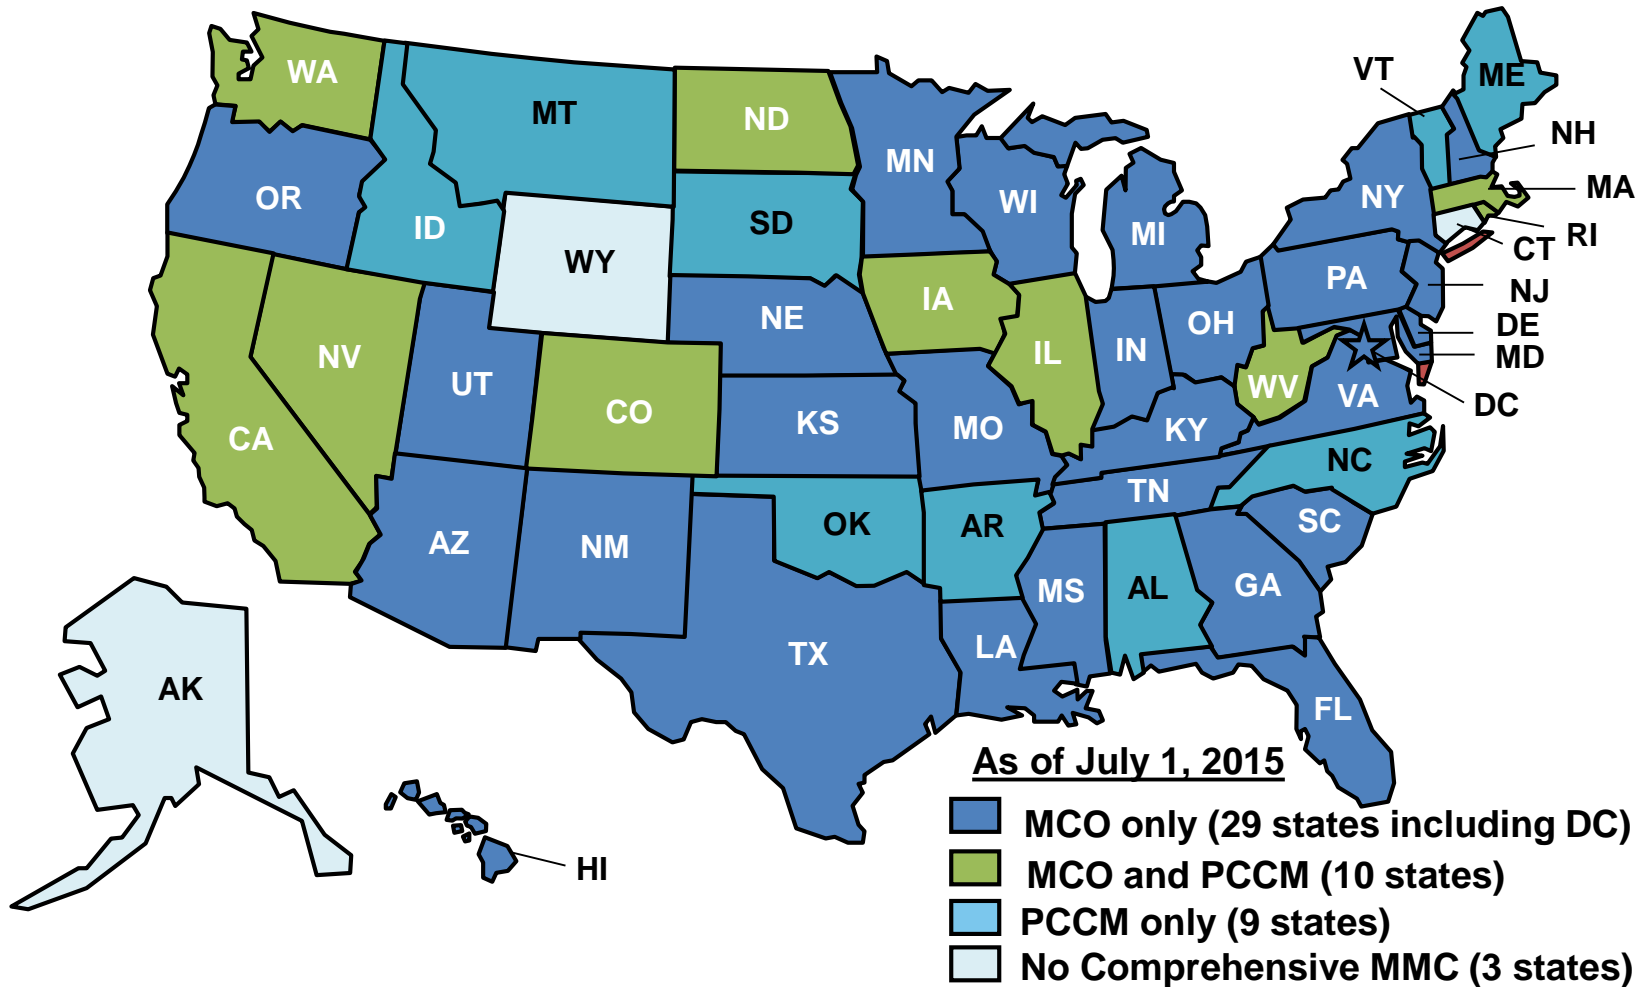 WA
MT
ND
MN
VT
ME
NH
MA
RI
CT
OR
ID
SD
WI
MI
NY
WY
IA
NE
PA
NJ
DE
MD
DC
NV
UT
CO
IL
IN
OH
WV
VA
CA
KS
MO
KY
NC
TN
AZ
NM
OK
AR
SC
MS
AL
GA
TX
LA
AK
FL
HI
As of July 1, 2015
MCO only (29 states including DC)
MCO and PCCM (10 states)
PCCM only (9 states)
No Comprehensive MMC (3 states)